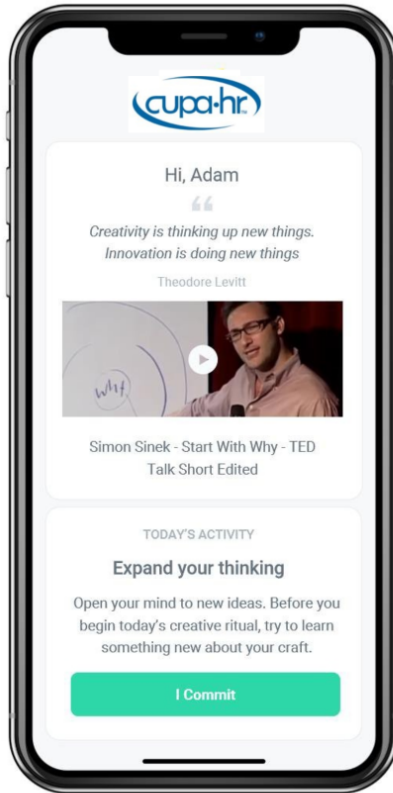 cupa-hr
Hi, Adam
Creativity is thinking up new things.
Innovation is doing new things
Theodore Levitt
why
Simon Sinek - Start With Why - TED
Talk Short Edited
TODAY'S ACTIVITY
Expand your thinking
Open your mind to new ideas. Before you
begin today's creative ritual, try to learn
something new about your craft.
I Commit